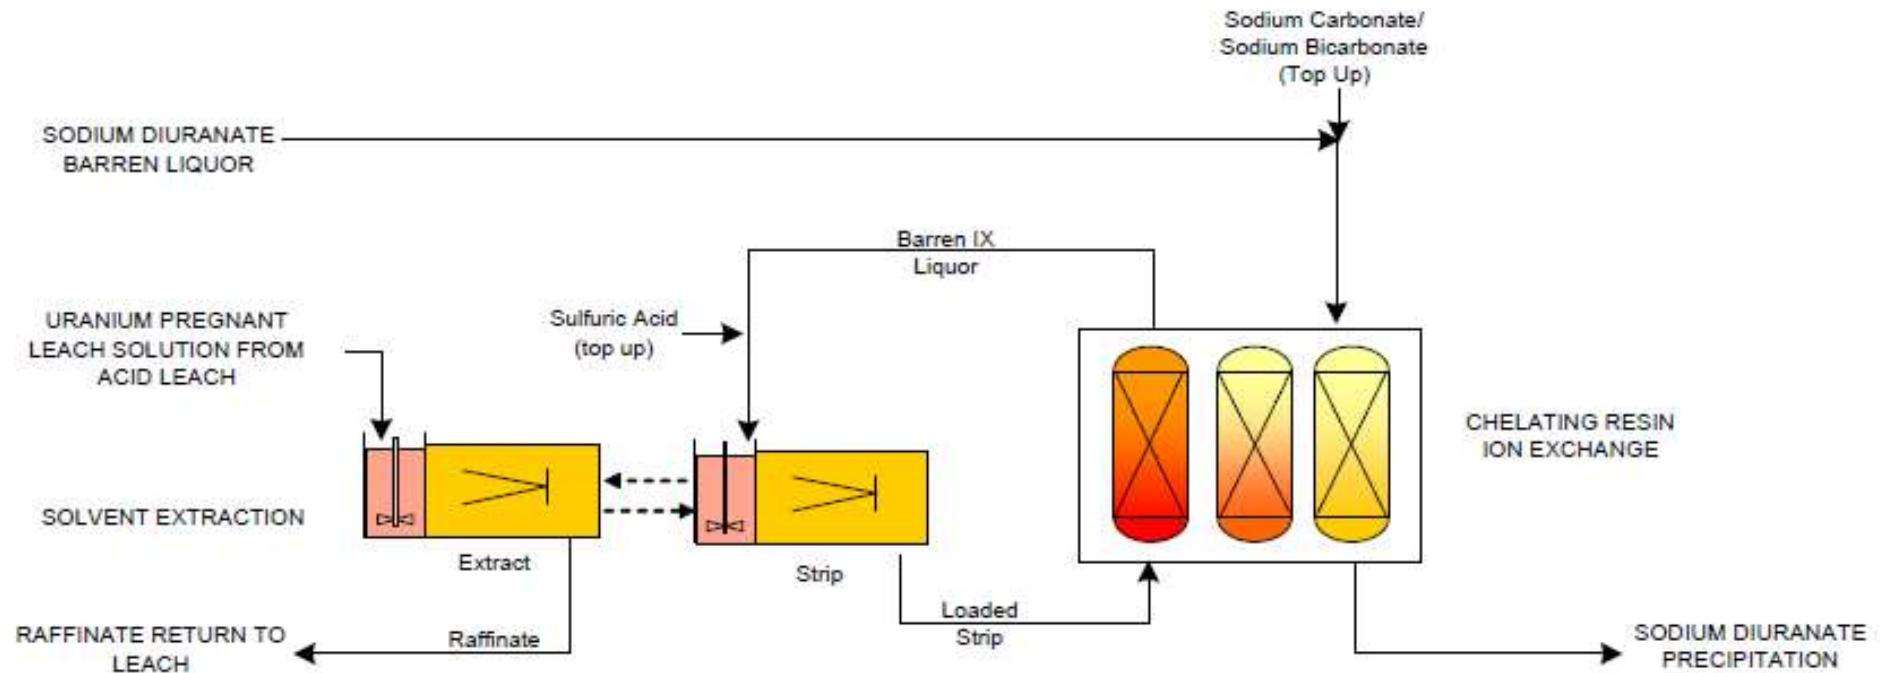 Sodium Carbonate/
Sodium Bicarbonate
(Top Up)
SODIUM DIURANATE
BARREN LIQUOR
Barren IX
Liquor
Sulfuric Acid
(top up)
URANIUM PREGNANT
LEACH SOLUTION FROM
ACID LEACH
CHELATING RESIN
ION EXCHANGE
SOLVENT EXTRACTION
Extract
Strip
Loaded
Strip
RAFFINATE RETURN TO
LEACH
Raffinate
SODIUM DIURANATE
PRECIPITATION